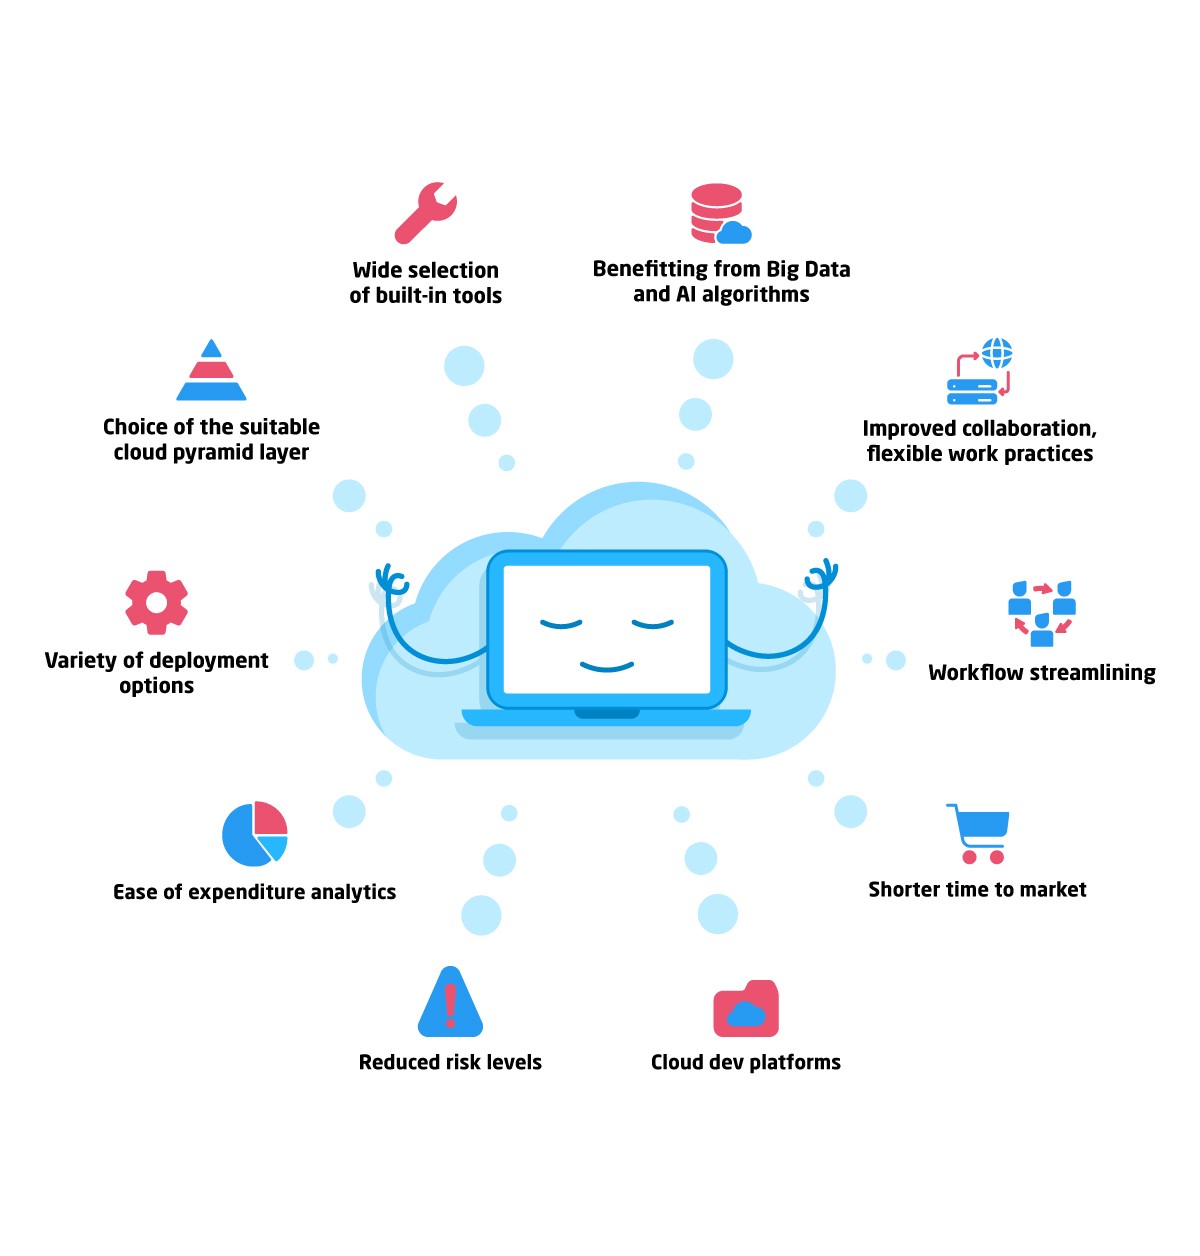 Wide selection
of built-in tools
Benefitting from Big Data
and AI algorithms
Choice of the suitable
cloud pyramid layer
Improved collaboration,
flexible work practices
Variety of deployment
options
Workflow streamlining
Ease of expenditure analytics
Shorter time to market
Reduced risk levels
Cloud dev platforms